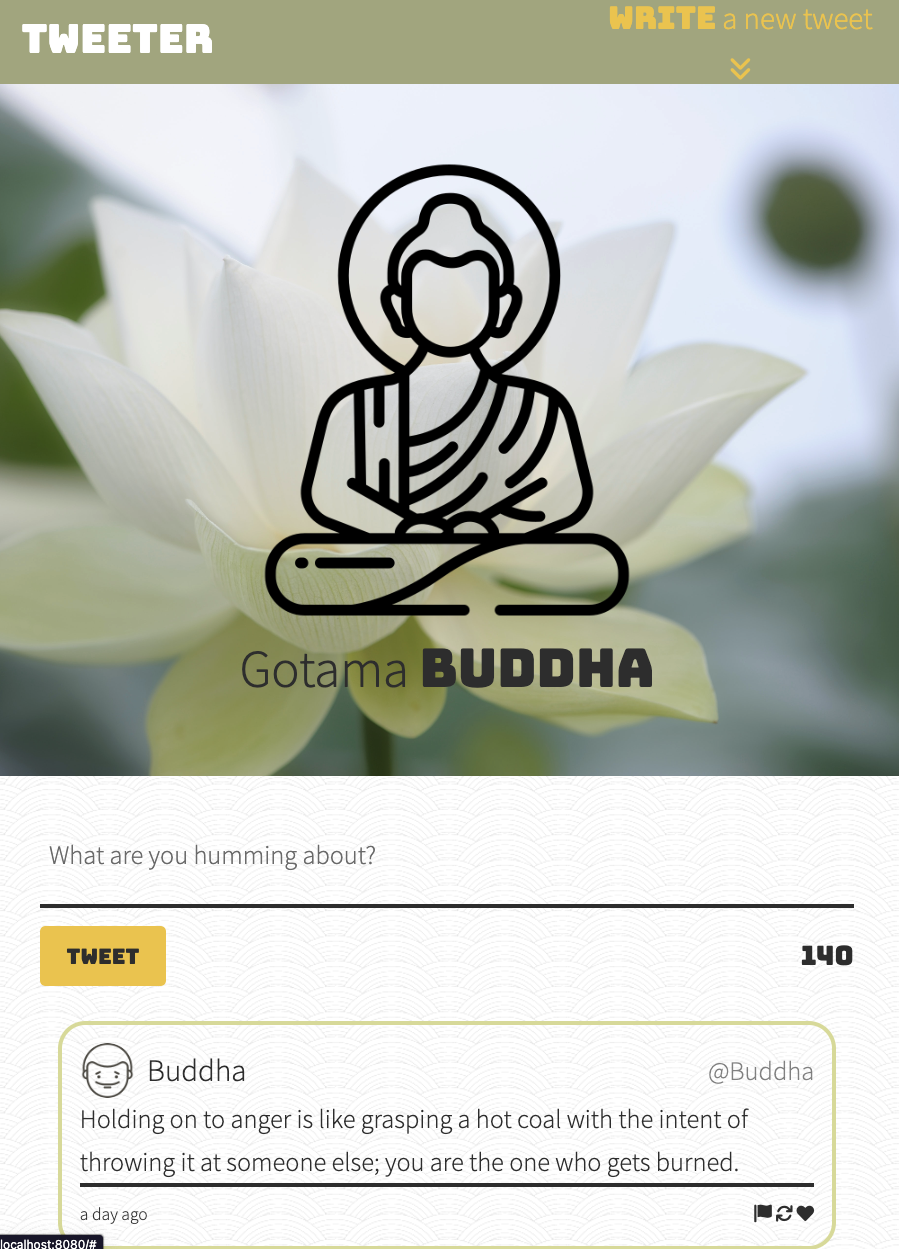 TWEETER
WRITE a new tweet
Gotama BUDDHA
What are you humming about?
TWEET
140
Buddha
@Buddha
Holding on to anger is like grasping a hot coal with the intent of
throwing it at someone else; you are the one who gets burned.
a day ago
localhost:8080/#